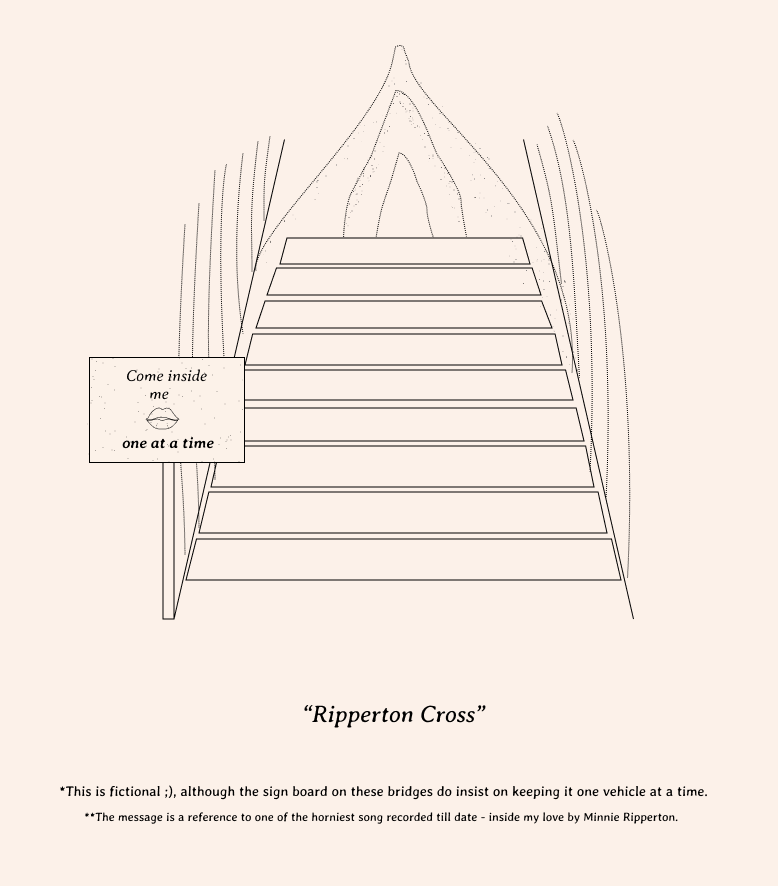 Come inside
me
one at a time
“Ripperton Cross”
*This is fictional ;), although the sign board on these bridges do insist on keeping it one vehicle at a time.
**The message is a reference to one of the horniest song recorded till date - inside my love by Minnie Ripperton.